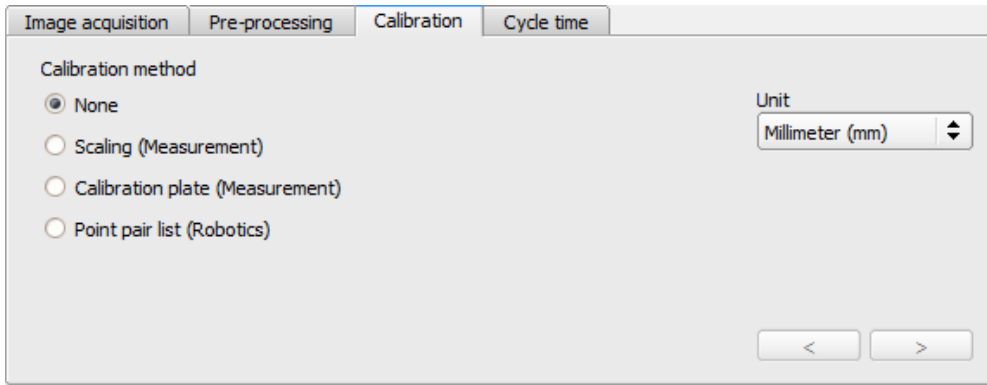 Image acquisition Pre-processing Calibration Cycle time
Calibration method
None
Unit
Millimeter (mm)
Scaling (Measurement)
Calibration plate (Measurement)
Point pair list (Robotics)
< >